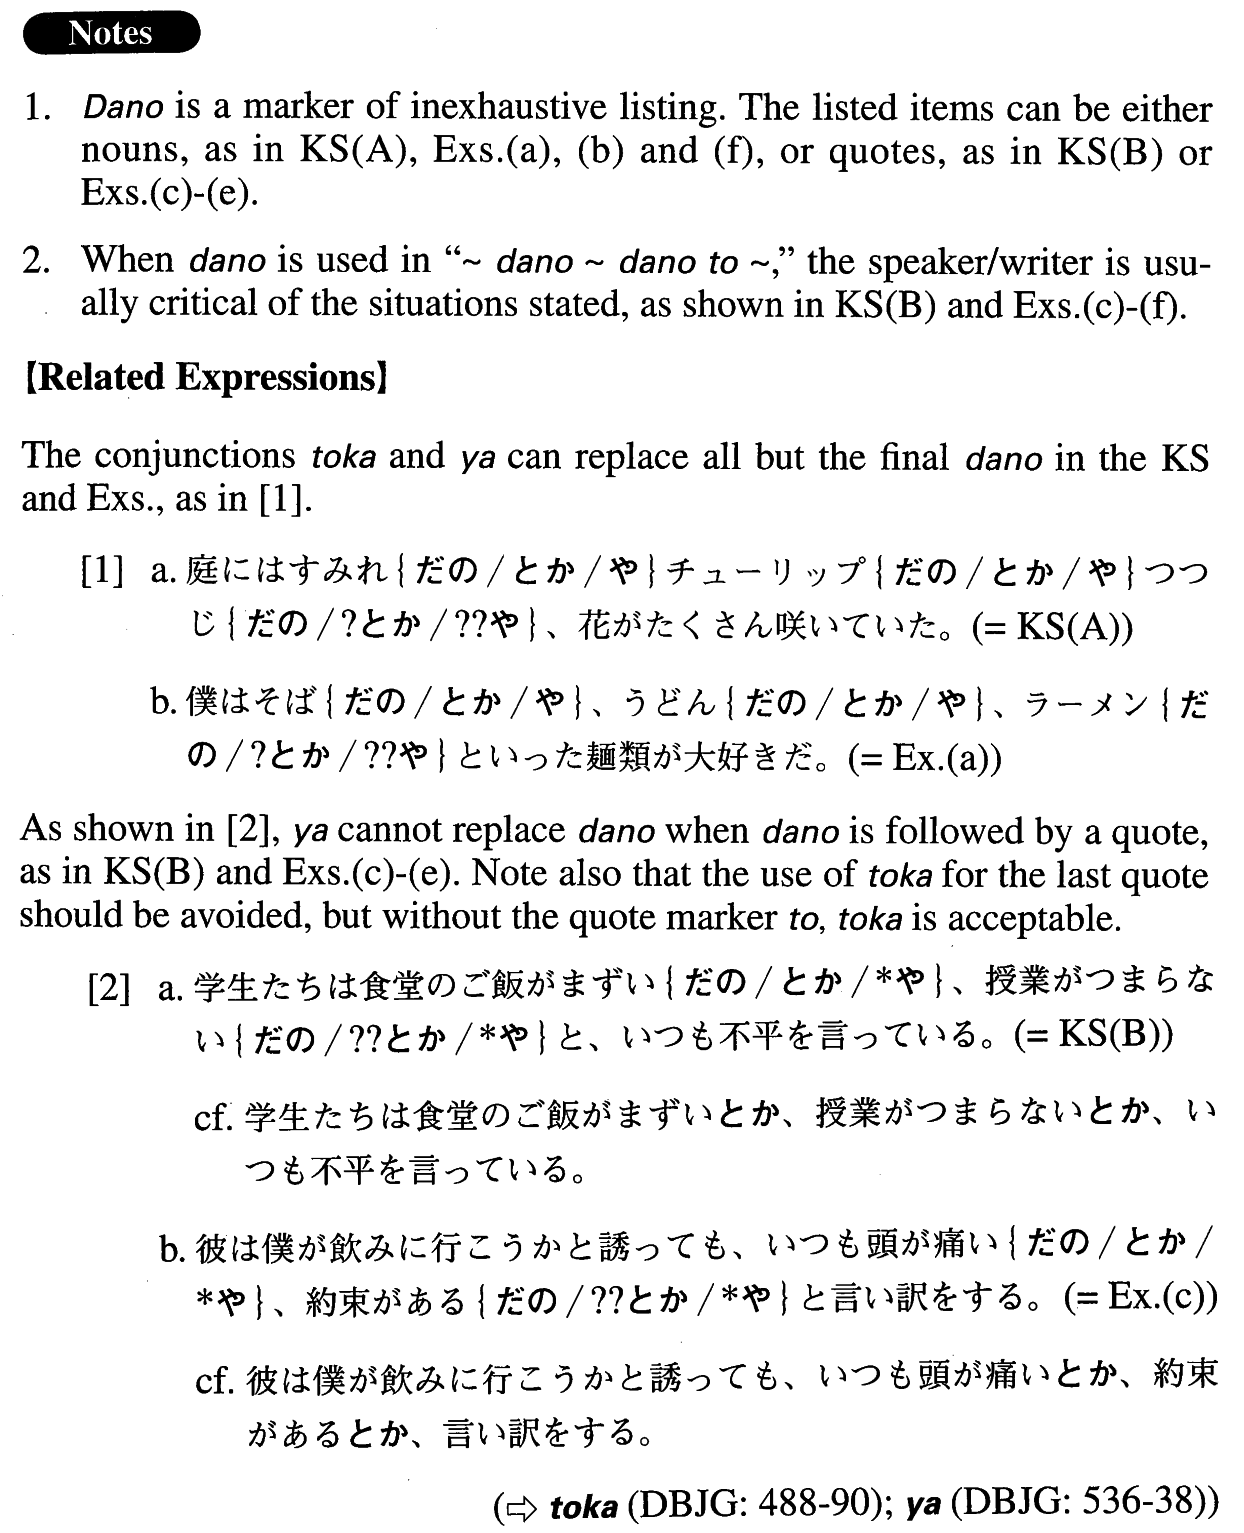 Notes
1. Dano is a marker of inexhaustive listing. The listed items can be either
nouns, as in KS(A), Exs.(a), (b) and (f), or quotes, as in KS(B) or
Exs.(c)-(e).
2. When dano is used in “~ dano ~ dano to ~,” the speaker/writer is usu-
ally critical of the situations stated, as shown in KS(B) and Exs.(c)-(f).
【Related Expressions】
The conjunctions toka and ya can replace all but the final dano in the KS
and Exs., as in [1].
[1] a. 庭にはすみれ{だの/とか/や}チューリップ{だの/とか/や}つつ
じ{だの/?とか/??や}、花がたくさん咲いていた。(= KS(A))
b. 僕はそば{だの/とか/や}、うどん{だの/とか/や}、ラーメン{だ
の/?とか/??や}といった麺類が大好きだ。(= Ex.(a))
As shown in [2], ya cannot replace dano when dano is followed by a quote,
as in KS(B) and Exs.(c)-(e). Note also that the use of toka for the last quote
should be avoided, but without the quote marker to, toka is acceptable.
[2] a. 学生たちは食堂のご飯がまずい{だの/とか/*や}、授業がつまらな
い{だの/??とか/*や}と、いつも不平を言っている。(= KS(B))
cf. 学生たちは食堂のご飯がまずいとか、授業がつまらないとか、い
つも不平を言っている。
b. 彼は僕が飲みに行こうかと誘っても、いつも頭が痛い{だの/とか/
*や}、約束がある{だの/??とか/*や}と言い訳をする。(= Ex.(c))
cf. 彼は僕が飲みに行こうかと誘っても、いつも頭が痛いとか、約束
があるとか、言い訳をする。
(⇨ toka (DBJG: 488-90); ya (DBJG: 536-38))